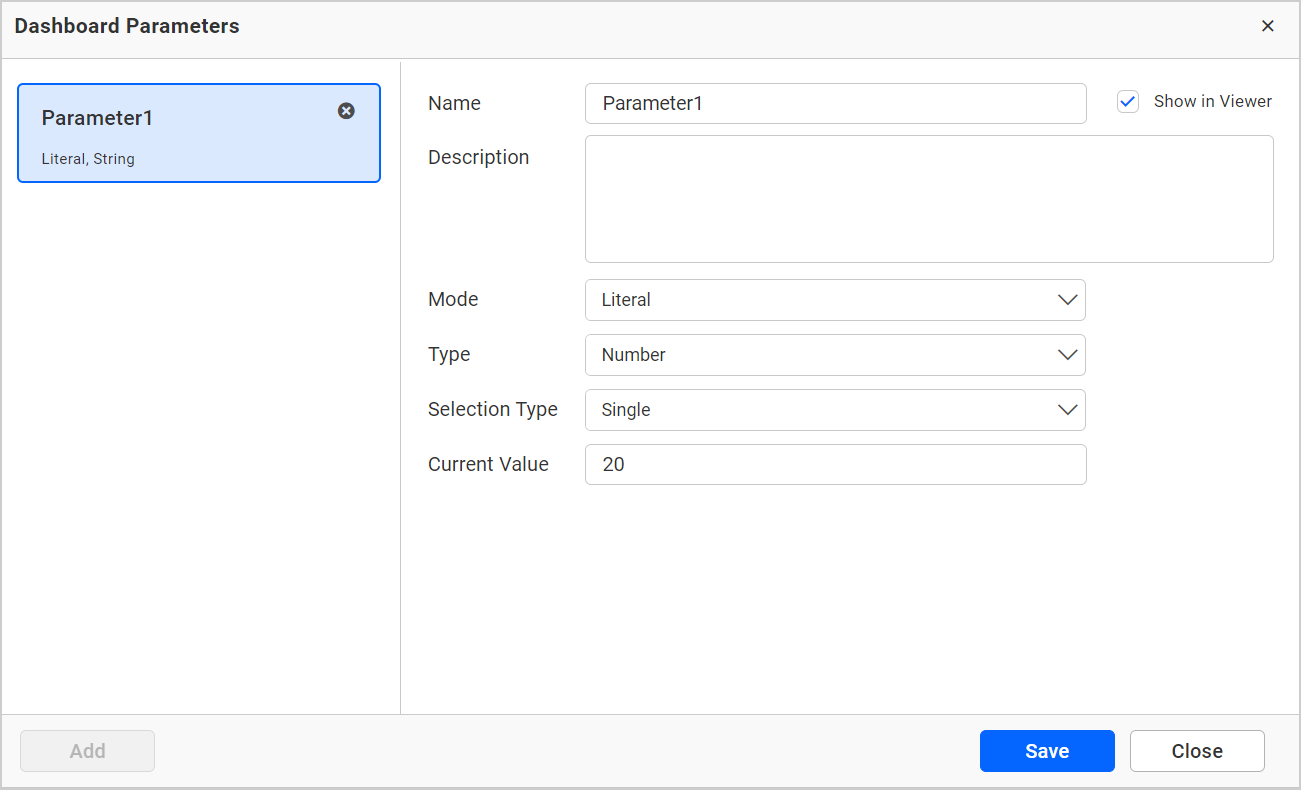 Dashboard Parameters
Parameter1
Literal, String
Name
Parameter1
Show in Viewer
Description
Mode
Literal
Type
Number
Selection Type
Single
Current Value
20
Add
Save
Close